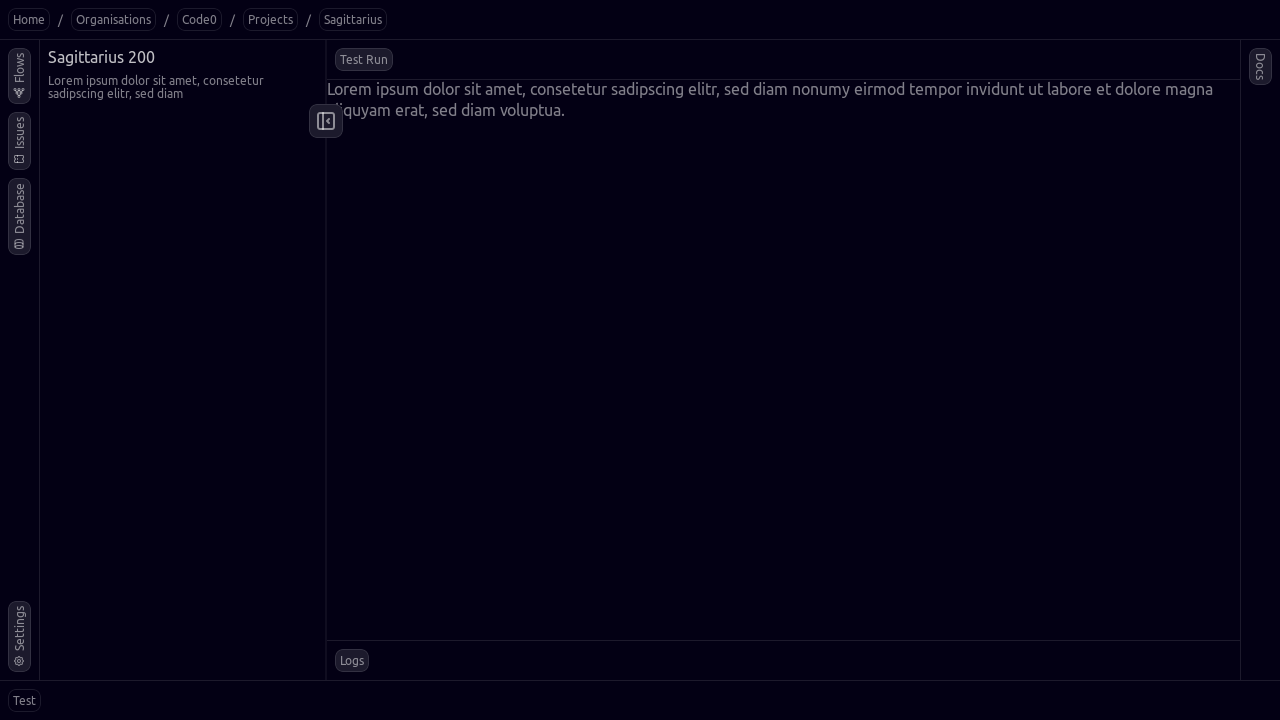 Home / Organisations / Code0 / Projects / Sagittarius
Flows
Issues
Database
Settings
Sagittarius 200
Lorem ipsum dolor sit amet, consetetur
sadipscing elitr, sed diam
Test Run
Lorem ipsum dolor sit amet, consetetur sadipscing elitr, sed diam nonumy eirmod tempor invidunt ut labore et dolore magna
erat, sed diam voluptua.
Logs
Docs
Test